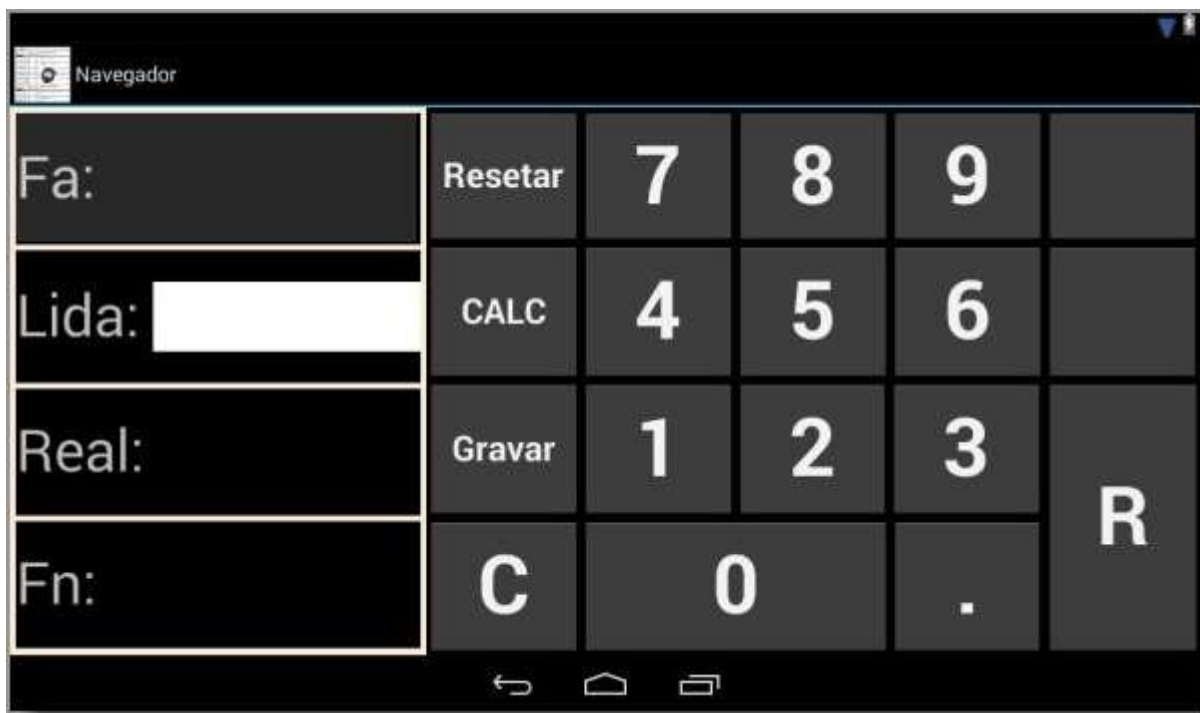 Navegador
Fa:
Lida:
Real:
Fn:
Resetar 7 8 9
CALC 4 5 6
Gravar 1 2 3
R
C 0 .